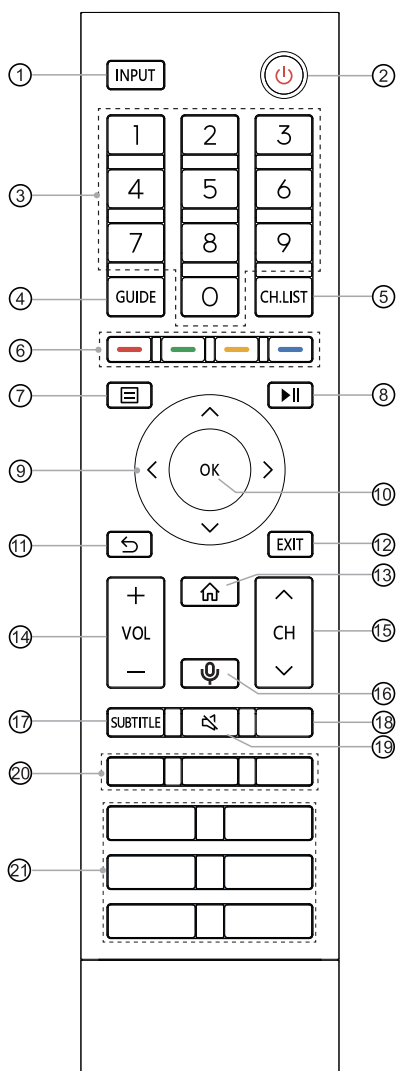 ① INPUT ②
1 2 3
③ 4 5 6
7 8 9
④ GUIDE 0 CH.LIST ⑤
⑥
⑦ ⑧
⑨ OK
⑩
⑪ EXIT ⑫
⑬
+
⑭ VOL CH ⑮
−
⑯
⑰ SUBTITLE ⑱
⑲
⑳
㉑